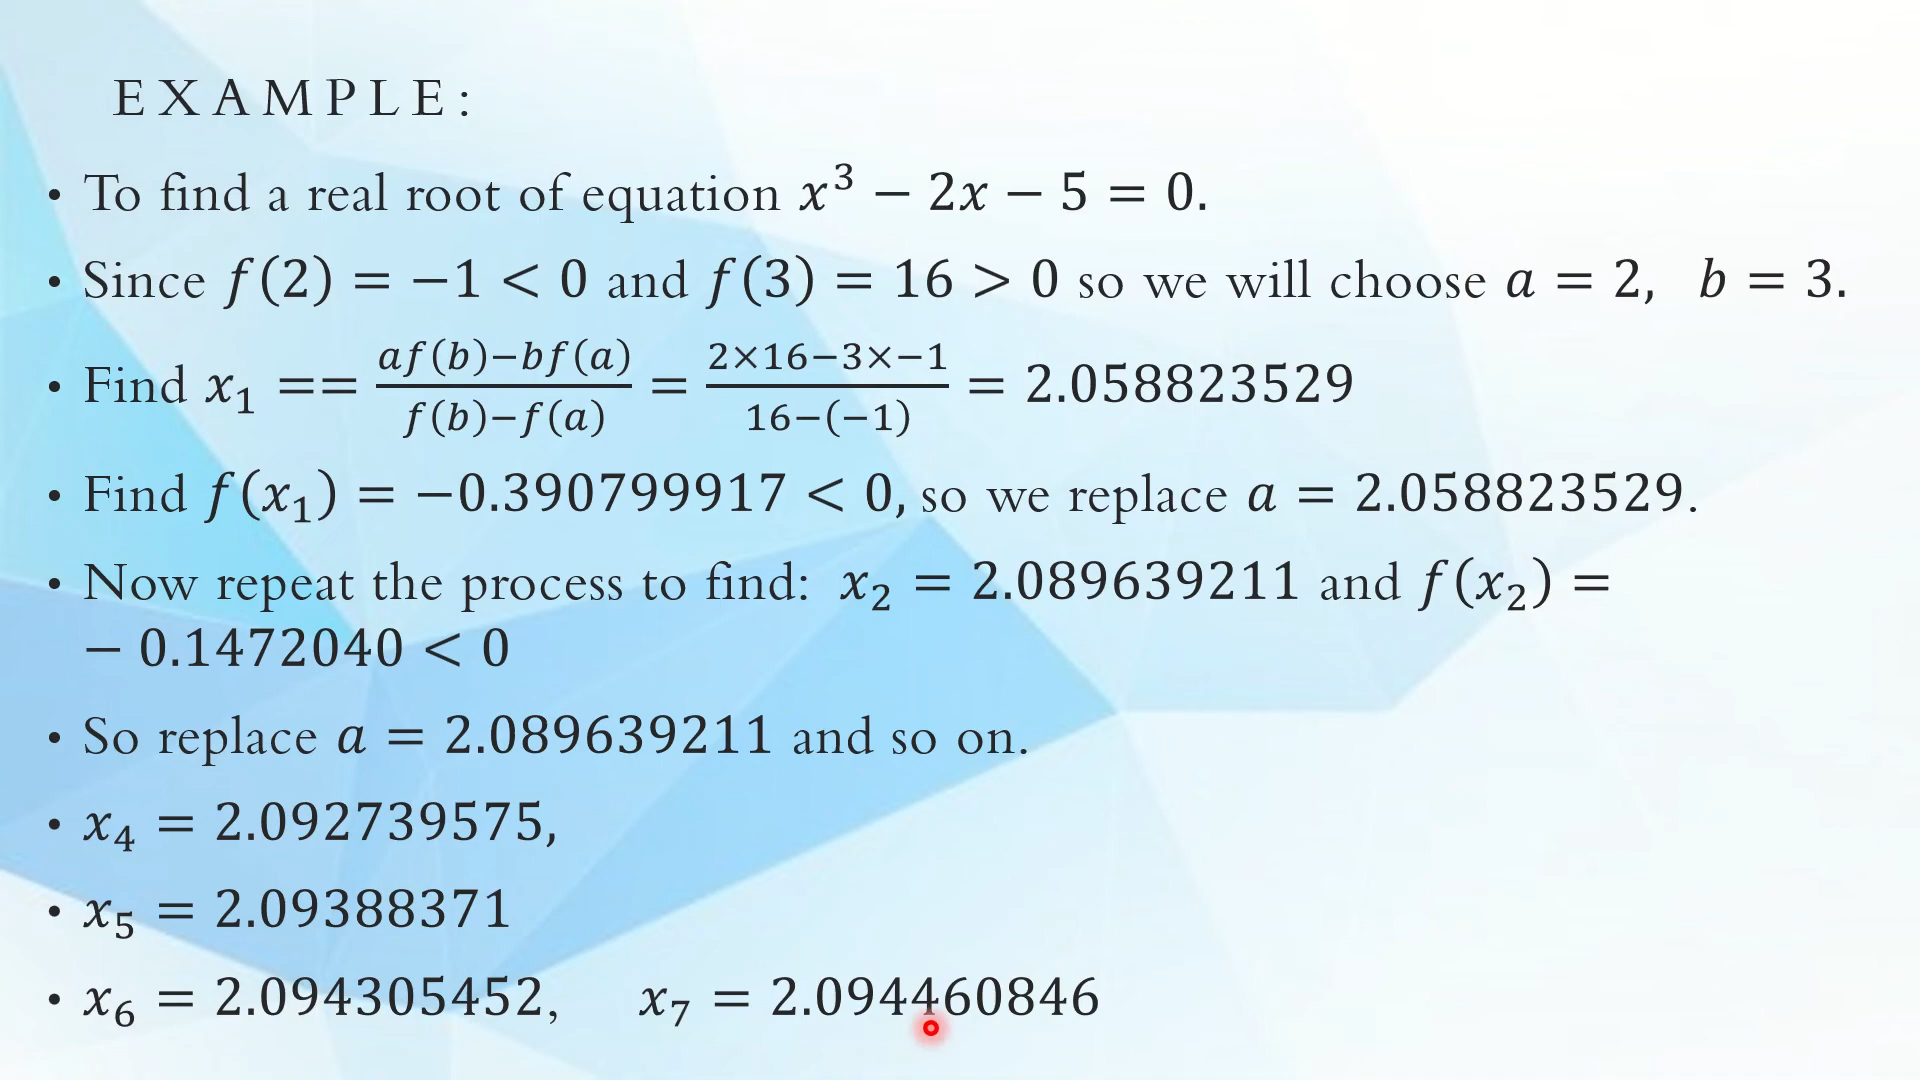 EXAMPLE:
• To find a real root of equation x³ − 2x − 5 = 0.
• Since f(2) = −1 < 0 and f(3) = 16 > 0 so we will choose a = 2, b = 3.
• Find x₁ == (af(b)−bf(a))/(f(b)−f(a)) = (2×16−3×−1)/(16−(−1)) = 2.058823529
• Find f(x₁) = −0.390799917 < 0, so we replace a = 2.058823529.
• Now repeat the process to find: x₂ = 2.089639211 and f(x₂) =
− 0.1472040 < 0
• So replace a = 2.089639211 and so on.
• x₄ = 2.092739575,
• x₅ = 2.09388371
• x₆ = 2.094305452, x₇ = 2.094460846